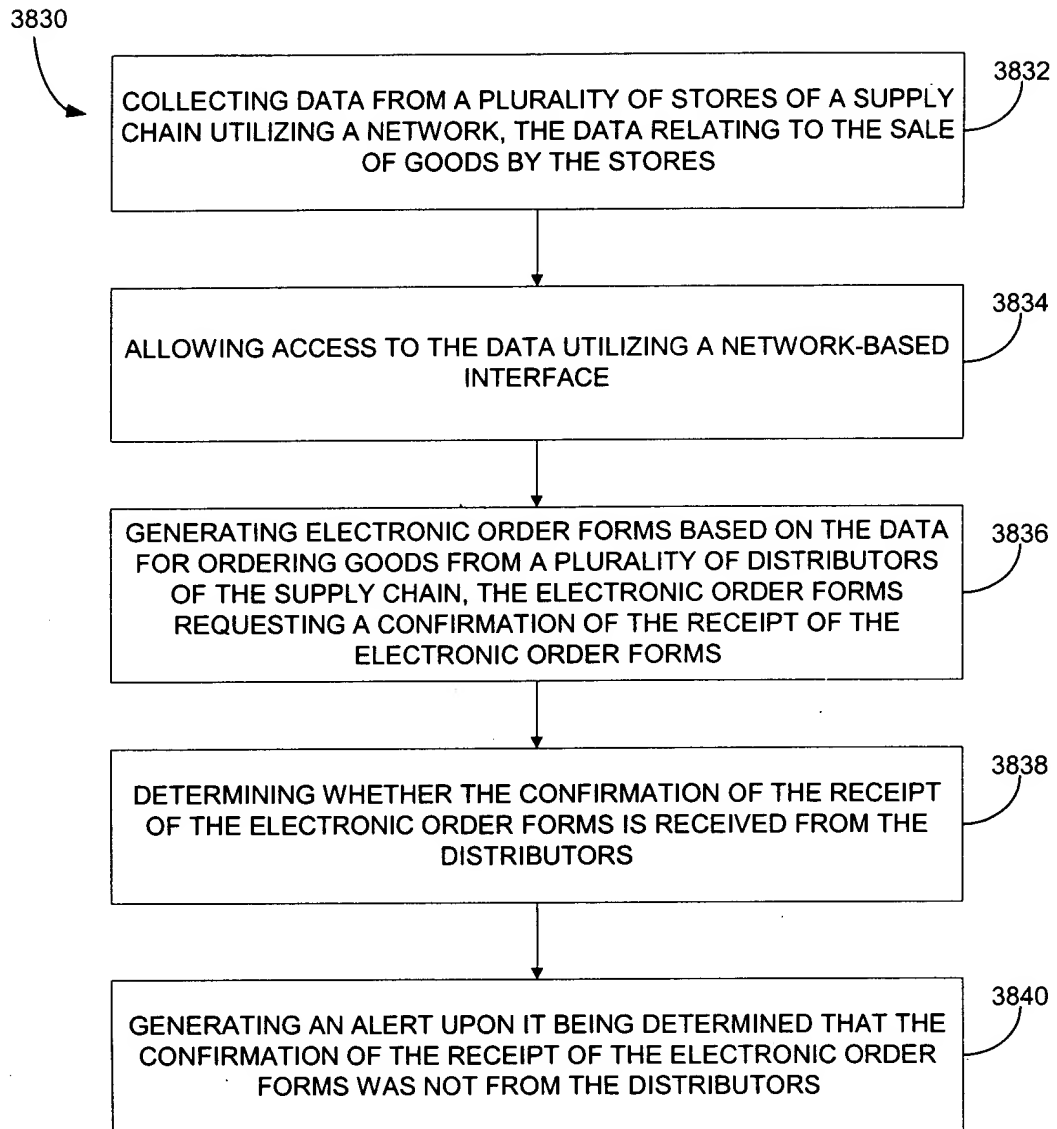 3830
3832
COLLECTING DATA FROM A PLURALITY OF STORES OF A SUPPLY
CHAIN UTILIZING A NETWORK, THE DATA RELATING TO THE SALE
OF GOODS BY THE STORES
3834
ALLOWING ACCESS TO THE DATA UTILIZING A NETWORK-BASED
INTERFACE
3836
GENERATING ELECTRONIC ORDER FORMS BASED ON THE DATA
FOR ORDERING GOODS FROM A PLURALITY OF DISTRIBUTORS
OF THE SUPPLY CHAIN, THE ELECTRONIC ORDER FORMS
REQUESTING A CONFIRMATION OF THE RECEIPT OF THE
ELECTRONIC ORDER FORMS
3838
DETERMINING WHETHER THE CONFIRMATION OF THE RECEIPT
OF THE ELECTRONIC ORDER FORMS IS RECEIVED FROM THE
DISTRIBUTORS
3840
GENERATING AN ALERT UPON IT BEING DETERMINED THAT THE
CONFIRMATION OF THE RECEIPT OF THE ELECTRONIC ORDER
FORMS WAS NOT FROM THE DISTRIBUTORS